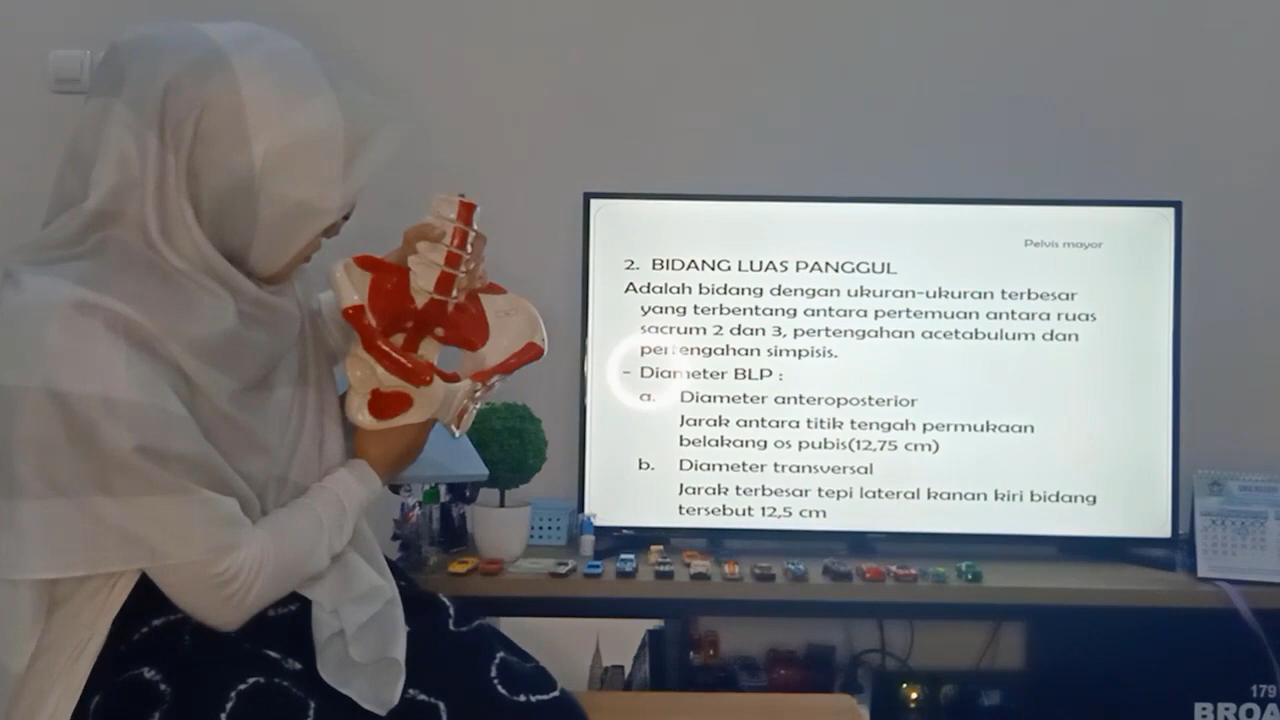 Pelvis mayor
2. BIDANG LUAS PANGGUL
Adalah bidang dengan ukuran-ukuran terbesar
yang terbentang antara pertemuan antara ruas
sacrum 2 dan 3, pertengahan acetabulum dan
pertengahan simpisis.
- Diameter BLP :
a. Diameter anteroposterior
Jarak antara titik tengah permukaan
belakang os pubis(12,75 cm)
b. Diameter transversal
Jarak terbesar tepi lateral kanan kiri bidang
tersebut 12,5 cm
179
BROA